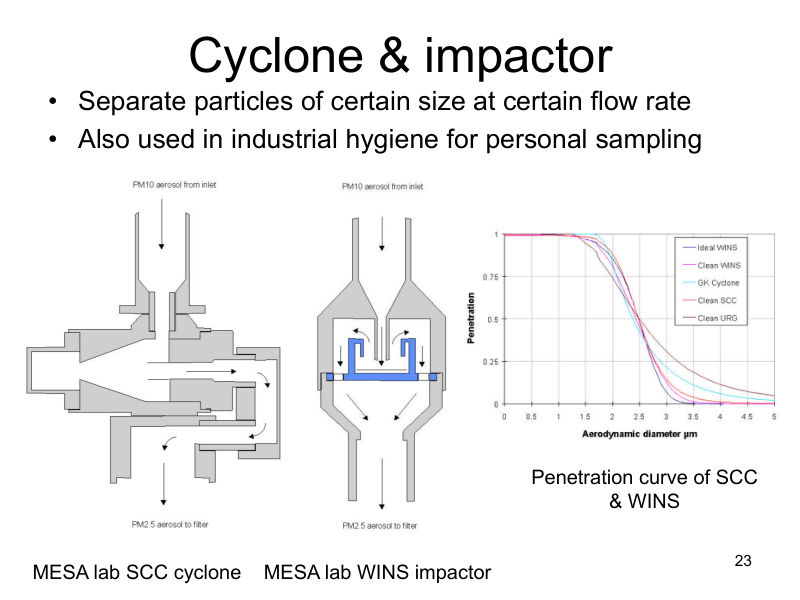 Cyclone & impactor
• Separate particles of certain size at certain flow rate
• Also used in industrial hygiene for personal sampling
PM10 aerosol from inlet
PM2.5 aerosol to filter
MESA lab SCC cyclone
PM10 aerosol from inlet
PM2.5 aerosol to filter
MESA lab WINS impactor
Penetration
1
0.75
0.5
0.25
0
0 0.5 1 1.5 2 2.5 3 3.5 4 4.5 5
Aerodynamic diameter µm
Ideal WINS
Clean WINS
GK Cyclone
Clean SCC
Clean URG
Penetration curve of SCC
& WINS
23